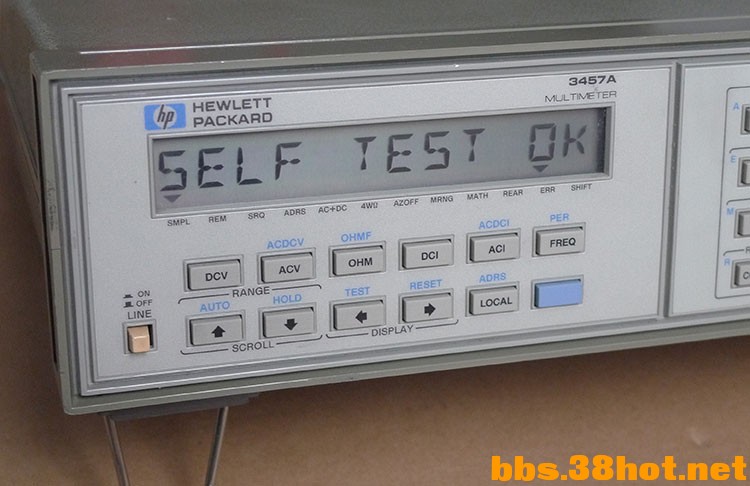 3457A
MULTIMETER
hp HEWLETT
PACKARD
SELF TEST OK
SMPL REM SRQ ADRS AC+DC 4WΩ AZOFF MRNG MATH REAR ERR SHIFT
ACDCV OHMF ACDCI PER
DCV ACV OHM DCI ACI FREQ
RANGE
ON
OFF
LINE
AUTO HOLD TEST RESET ADRS
LOCAL
SCROLL DISPLAY
A
E
M
R
bbs.38hot.net